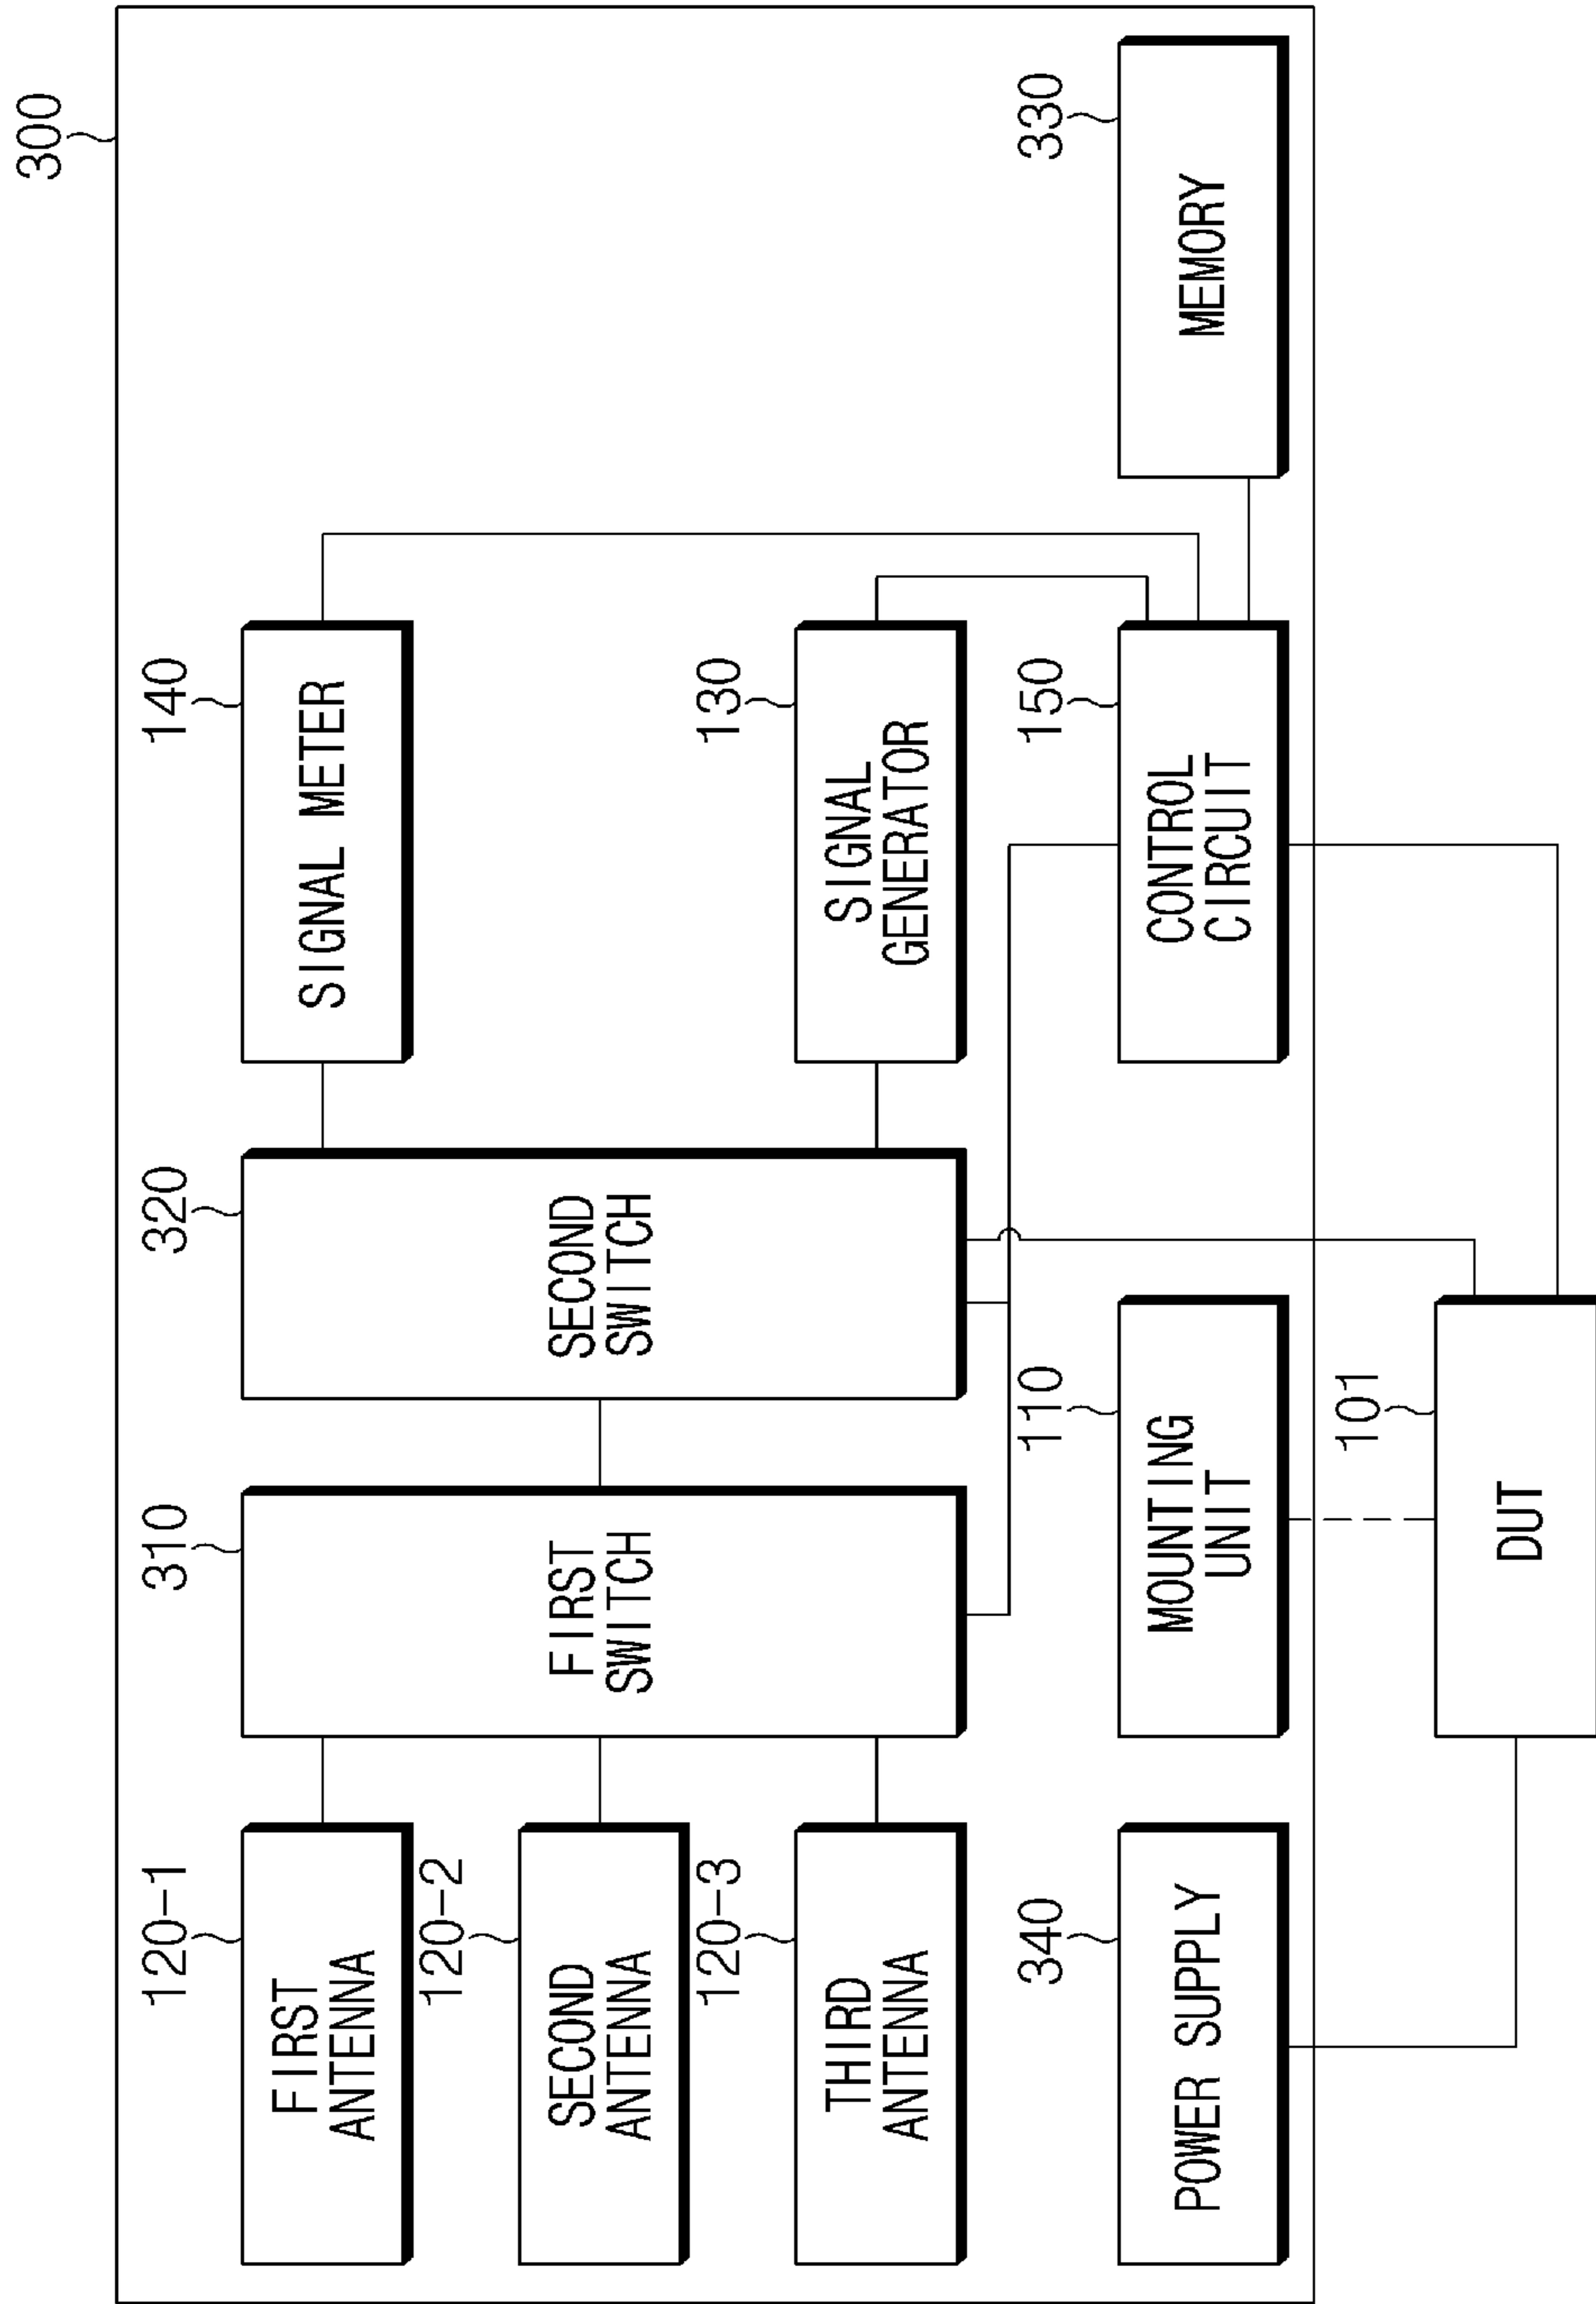 300
120-1
FIRST
ANTENNA
310
FIRST
SWITCH
320
SECOND
SWITCH
140
SIGNAL METER
120-2
SECOND
ANTENNA
120-3
THIRD
ANTENNA
130
SIGNAL
GENERATOR
340
POWER SUPPLY
110
MOUNTING
UNIT
150
CONTROL
CIRCUIT
330
MEMORY
101
DUT